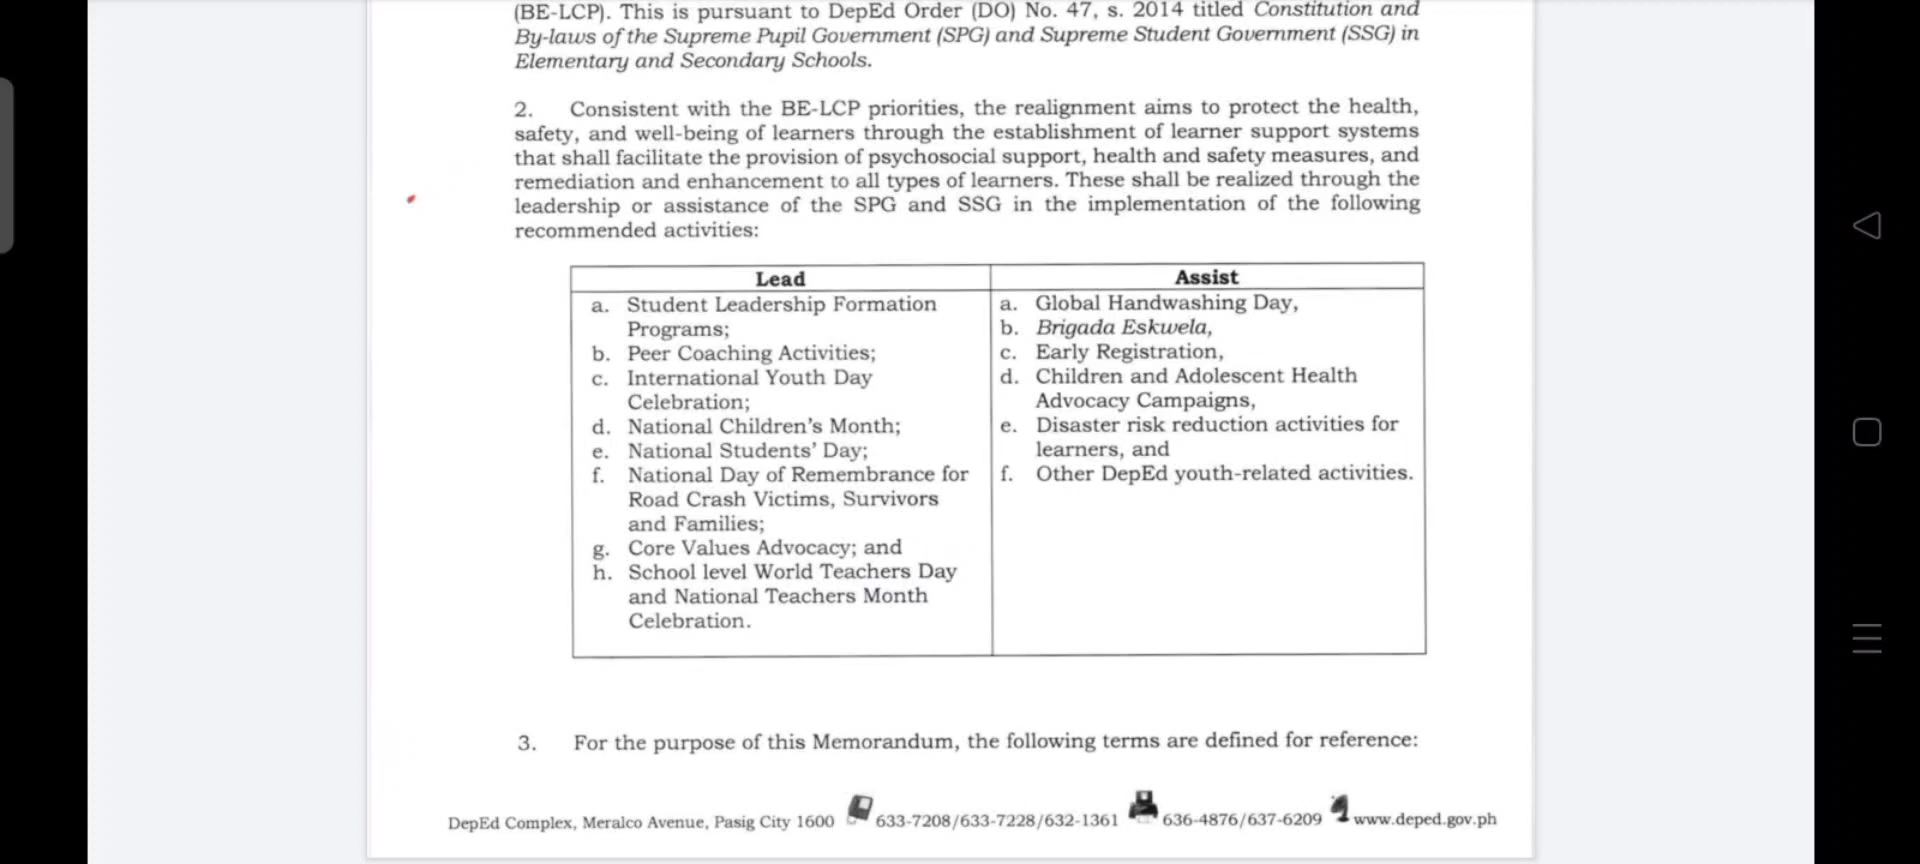 (BE-LCP). This is pursuant to DepEd Order (DO) No. 47, s. 2014 titled Constitution and
By-laws of the Supreme Pupil Government (SPG) and Supreme Student Government (SSG) in
Elementary and Secondary Schools.
2. Consistent with the BE-LCP priorities, the realignment aims to protect the health,
safety, and well-being of learners through the establishment of learner support systems
that shall facilitate the provision of psychosocial support, health and safety measures, and
remediation and enhancement to all types of learners. These shall be realized through the
leadership or assistance of the SPG and SSG in the implementation of the following
recommended activities:
Lead
a. Student Leadership Formation
Programs;
b. Peer Coaching Activities;
c. International Youth Day
Celebration;
d. National Children's Month;
e. National Students' Day;
f. National Day of Remembrance for
Road Crash Victims, Survivors
and Families;
g. Core Values Advocacy; and
h. School level World Teachers Day
and National Teachers Month
Celebration.
Assist
a. Global Handwashing Day,
b. Brigada Eskwela,
c. Early Registration,
d. Children and Adolescent Health
Advocacy Campaigns,
e. Disaster risk reduction activities for
learners, and
f. Other DepEd youth-related activities.
3. For the purpose of this Memorandum, the following terms are defined for reference:
DepEd Complex, Meralco Avenue, Pasig City 1600 633-7208/633-7228/632-1361 636-4876/637-6209 www.deped.gov.ph